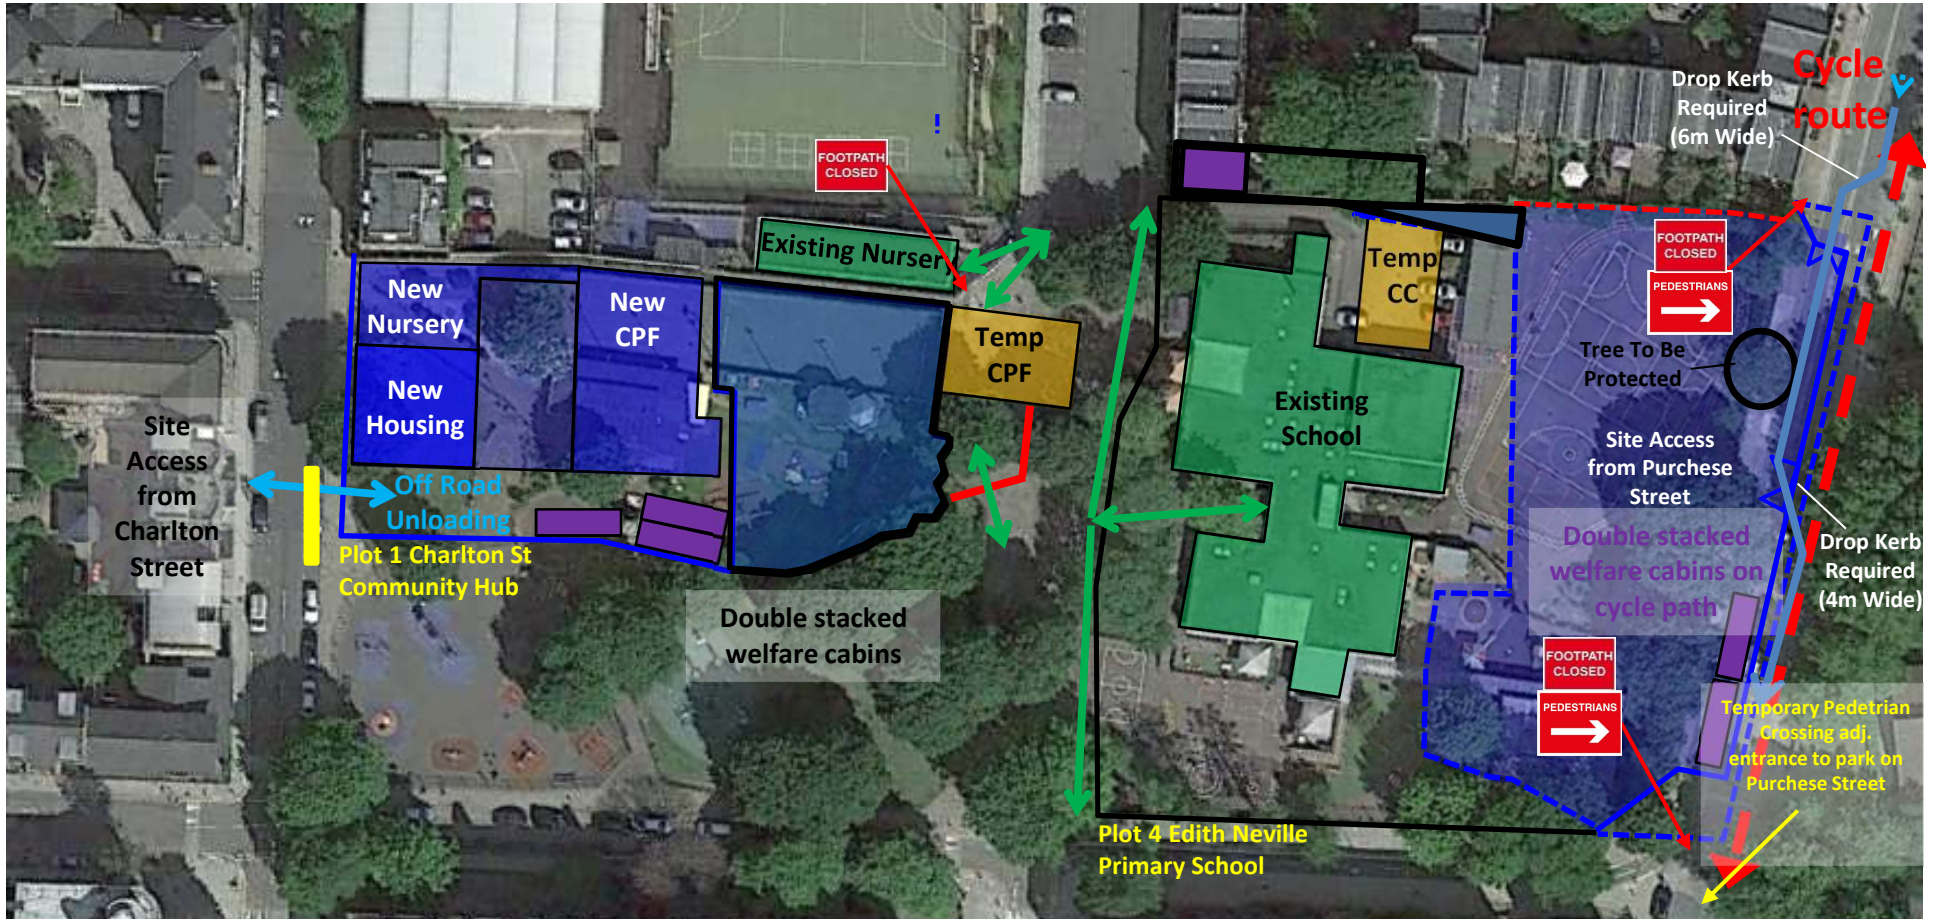 Drop Kerb
Required
(6m Wide)
Cycle
route
!
FOOTPATH
CLOSED
Existing Nursery
New
Nursery
New
CPF
New
Housing
Temp
CPF
Temp
CC
FOOTPATH
CLOSED
PEDESTRIANS
Tree To Be
Protected
Existing
School
Site
Access
from
Charlton
Street
Off Road
Unloading
Plot 1 Charlton St
Community Hub
Site Access
from Purchese
Street
Double stacked
welfare cabins on
cycle path
Drop Kerb
Required
(4m Wide)
Double stacked
welfare cabins
FOOTPATH
CLOSED
PEDESTRIANS
Temporary Pedetrian
Crossing adj.
entrance to park on
Purchese Street
Plot 4 Edith Neville
Primary School